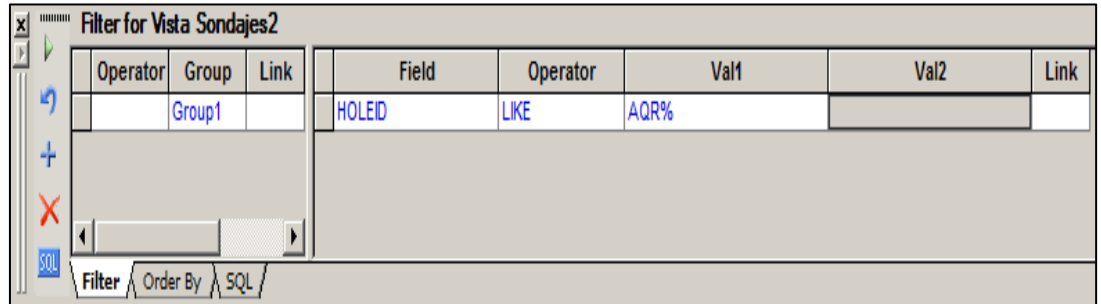 Filter for Vista Sondajes2
Operator Group Link Field Operator Val1 Val2 Link
Group1 HOLEID LIKE AQR%
SQL
Filter Order By SQL